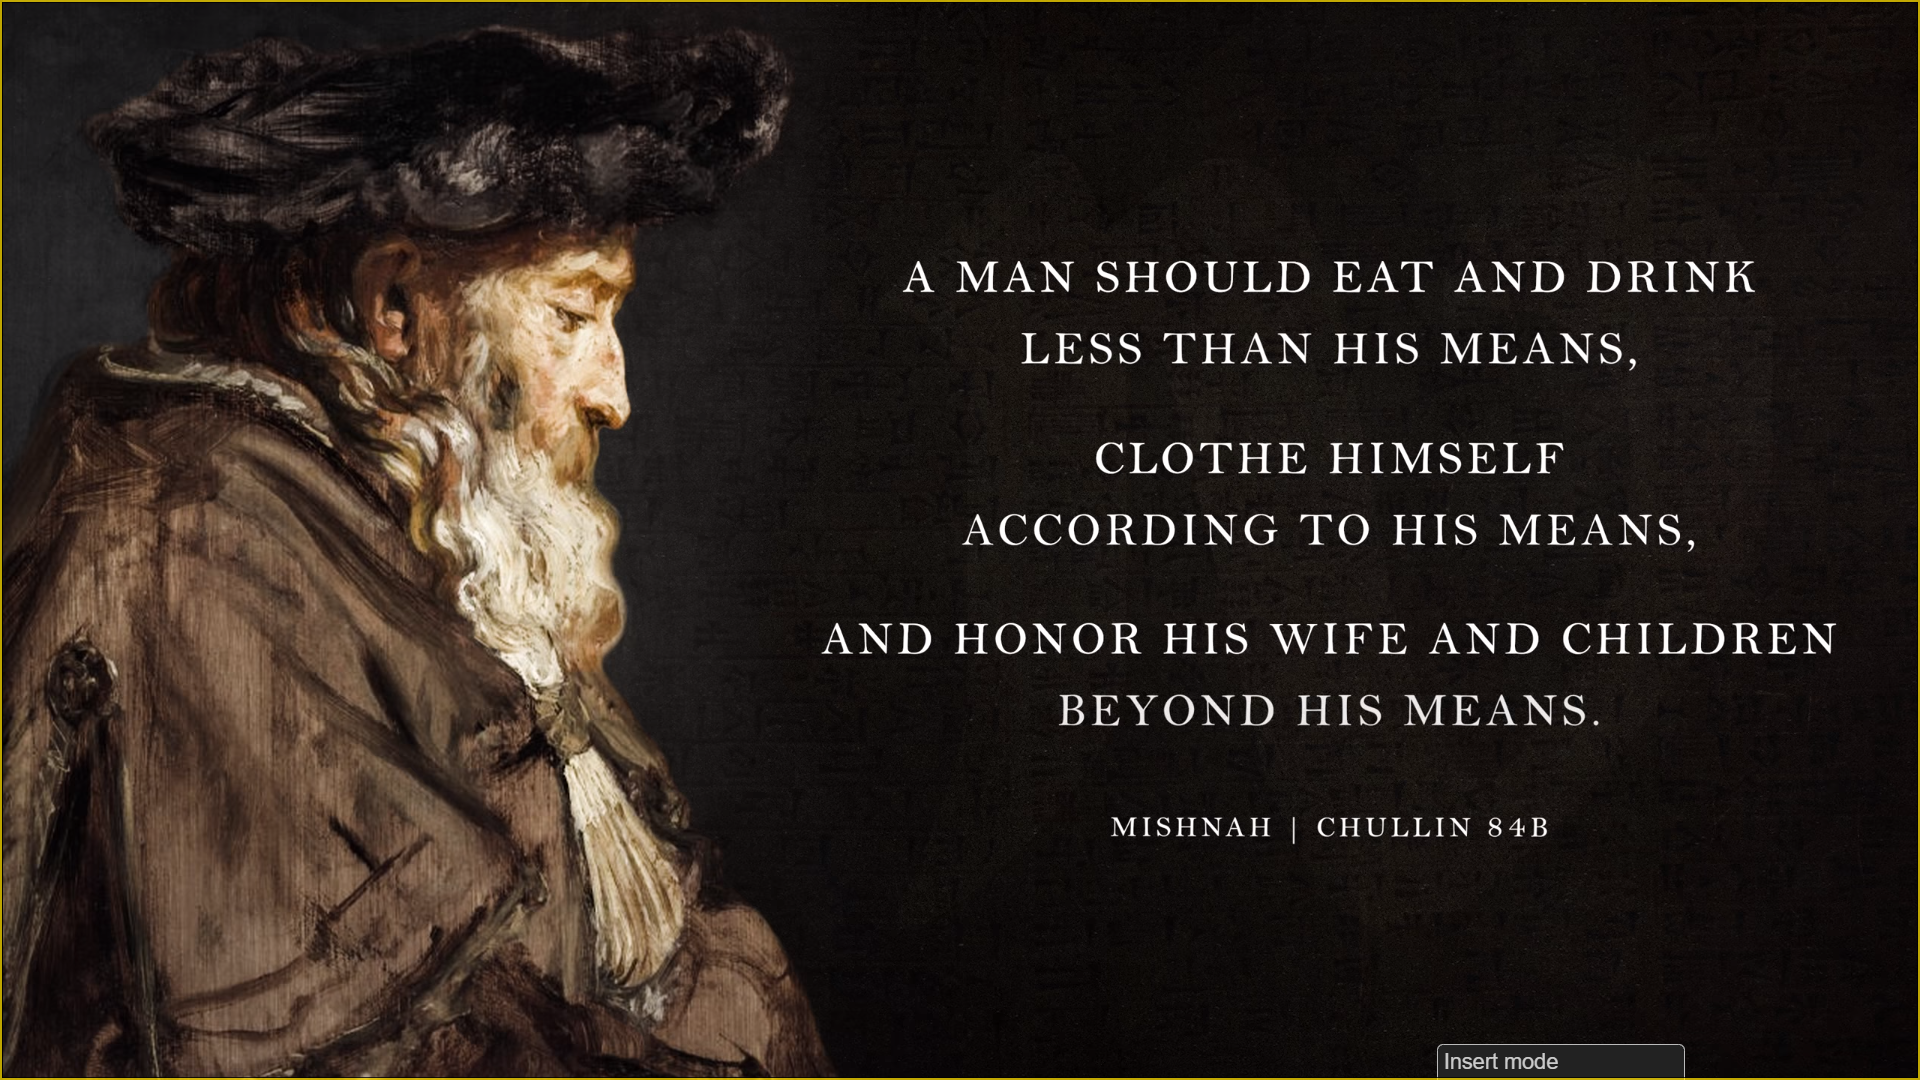 A MAN SHOULD EAT AND DRINK
LESS THAN HIS MEANS,
CLOTHE HIMSELF
ACCORDING TO HIS MEANS,
AND HONOR HIS WIFE AND CHILDREN
BEYOND HIS MEANS.
MISHNAH | CHULLIN 84B
Insert mode